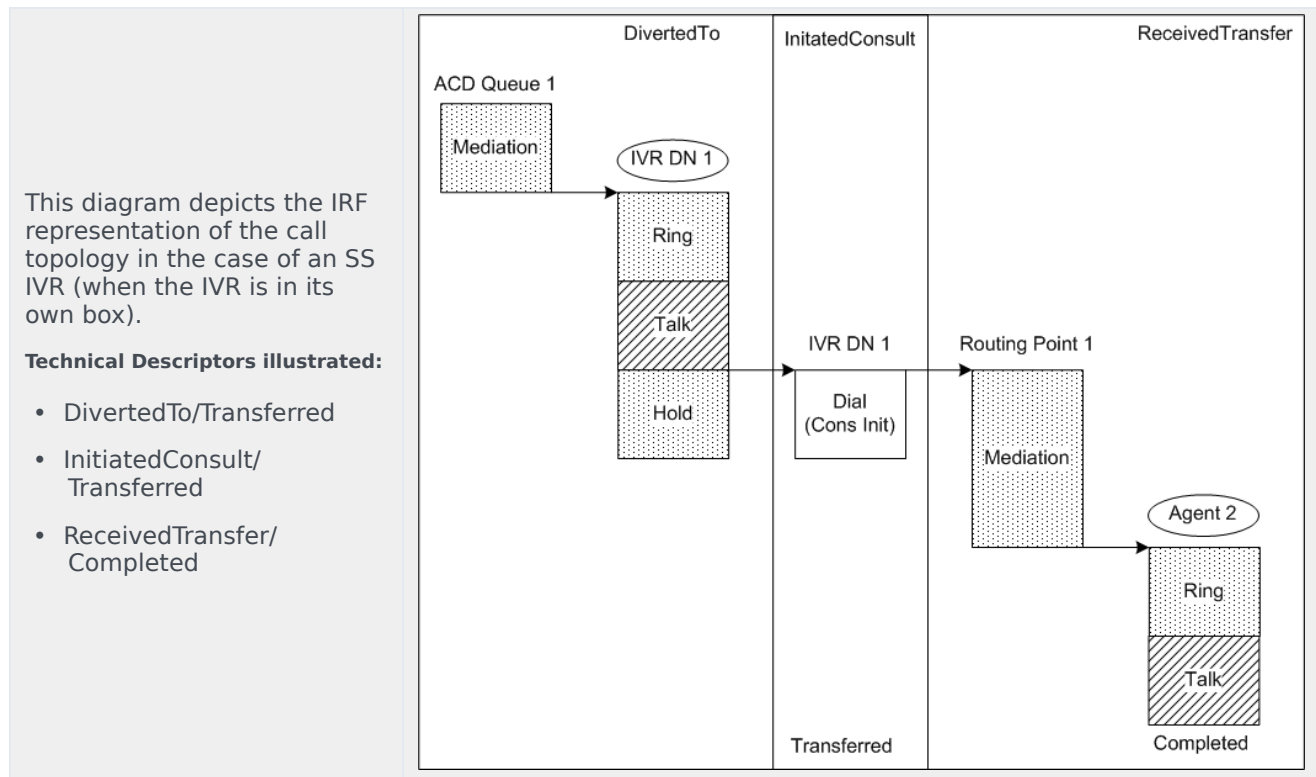 This diagram depicts the IRF
representation of the call
topology in the case of an SS
IVR (when the IVR is in its
own box).
Technical Descriptors illustrated:
• DivertedTo/Transferred
• InitiatedConsult/
Transferred
• ReceivedTransfer/
Completed
DivertedTo
InitatedConsult
ReceivedTransfer
ACD Queue 1
Mediation
IVR DN 1
Ring
Talk
Hold
IVR DN 1
Dial
(Cons Init)
Routing Point 1
Mediation
Agent 2
Ring
Talk
Transferred
Completed